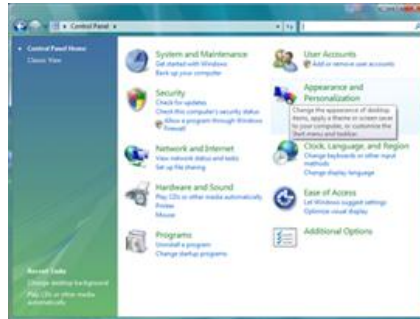 Control Panel
Control Panel Home
Classic View
System and Maintenance
Get started with Windows
Back up your computer
Security
Check for updates
Check this computer's security status
Allow a program through Windows
Firewall
Network and Internet
View network status and tasks
Set up file sharing
Hardware and Sound
Play CDs or other media automatically
Printer
Mouse
Programs
Uninstall a program
Change startup programs
User Accounts
Add or remove user accounts
Appearance and
Personalization
Change the appearance of desktop
items, apply a theme or screen saver
to your computer, or customize the
Start menu and taskbar.
Clock, Language, and Region
Change keyboards or other input
methods
Change display language
Ease of Access
Let Windows suggest settings
Optimize visual display
Additional Options
Recent Tasks
Change desktop background
Play CDs or other media
automatically